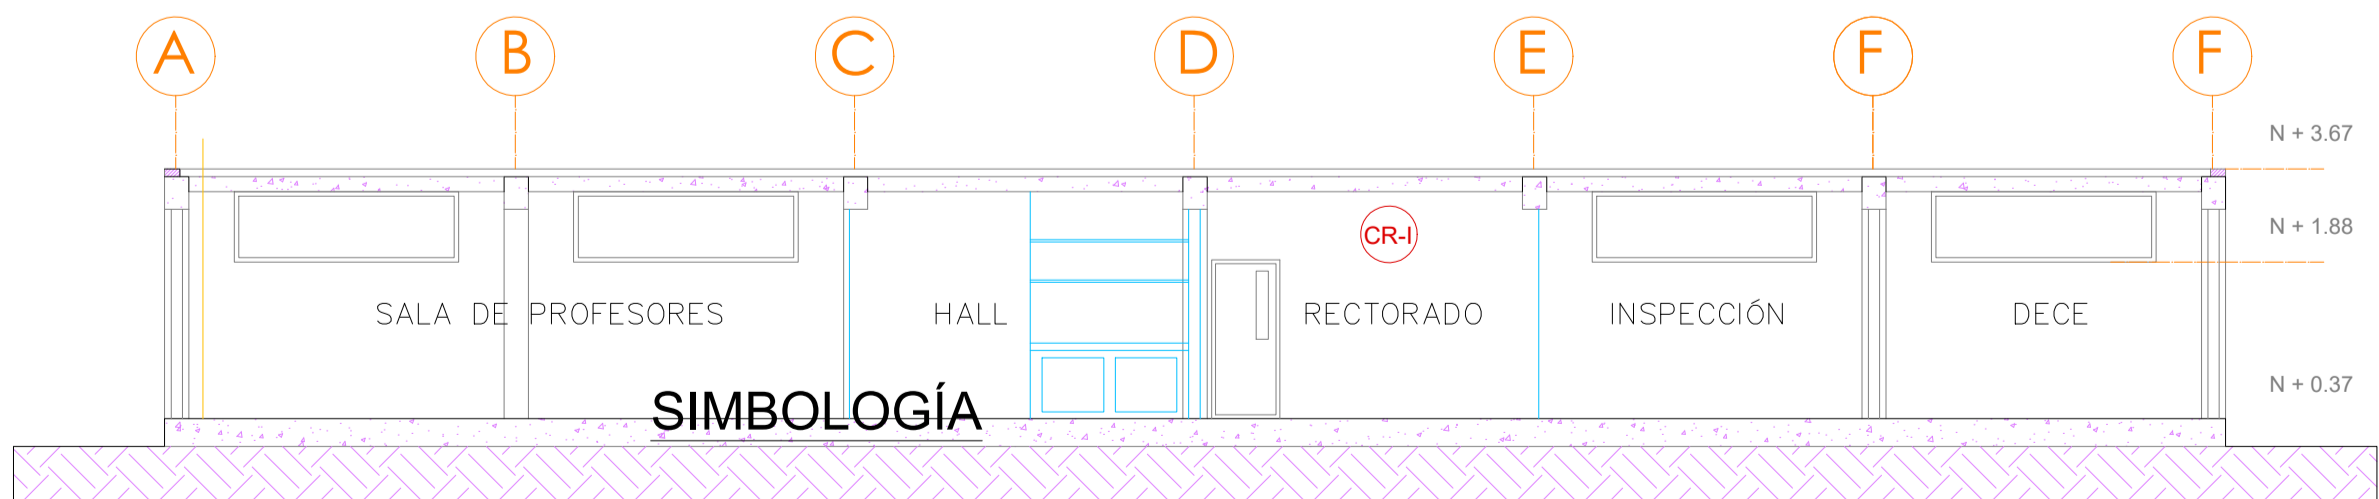 A B C D E F F
N + 3.67
N + 1.88
CR-I
SALA DE PROFESORES HALL RECTORADO INSPECCIÓN DECE
N + 0.37
SIMBOLOGÍA